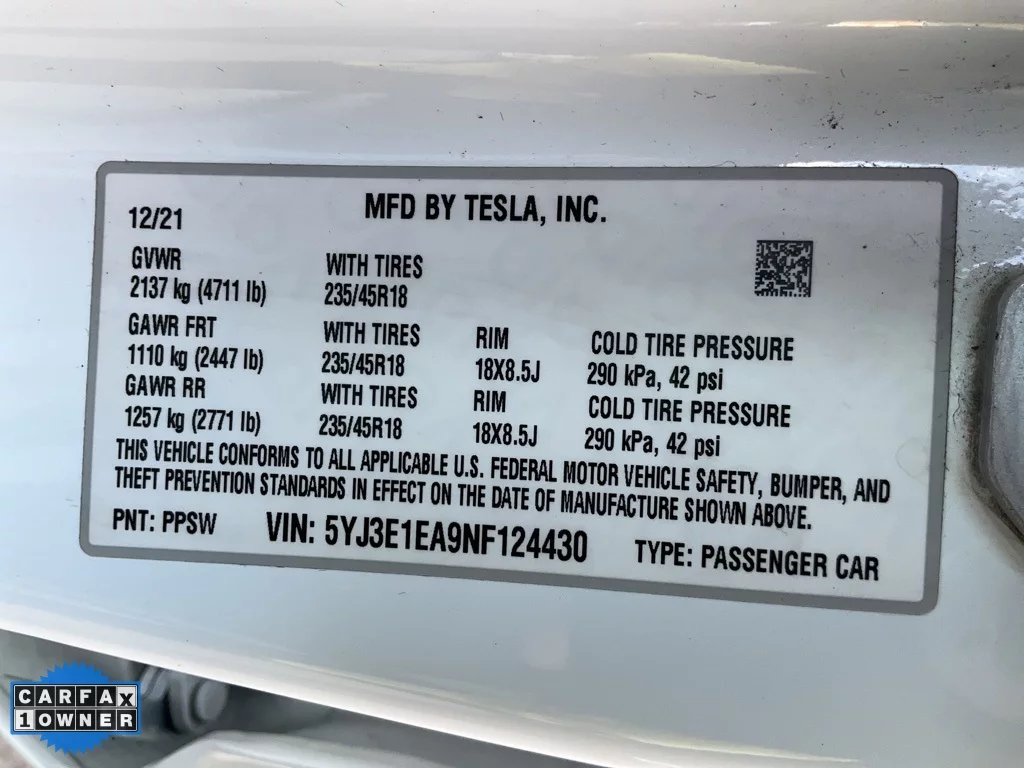 MFD BY TESLA, INC.
12/21
GVWR WITH TIRES
2137 kg (4711 lb) 235/45R18
GAWR FRT WITH TIRES RIM COLD TIRE PRESSURE
1110 kg (2447 lb) 235/45R18 18X8.5J 290 kPa, 42 psi
GAWR RR WITH TIRES RIM COLD TIRE PRESSURE
1257 kg (2771 lb) 235/45R18 18X8.5J 290 kPa, 42 psi
THIS VEHICLE CONFORMS TO ALL APPLICABLE U.S. FEDERAL MOTOR VEHICLE SAFETY, BUMPER, AND
THEFT PREVENTION STANDARDS IN EFFECT ON THE DATE OF MANUFACTURE SHOWN ABOVE.
PNT: PPSW VIN: 5YJ3E1EA9NF124430 TYPE: PASSENGER CAR
CARFAX
1 OWNER